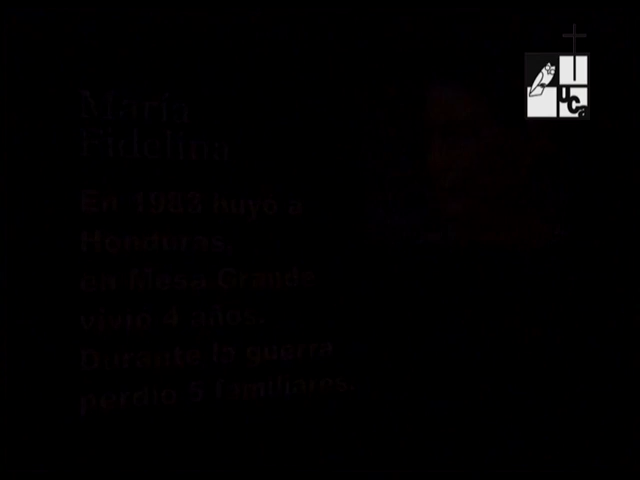 María
Fidelina
En 1983 huyó a
Honduras,
en Mesa Grande
vivió 4 años.
Durante la guerra
perdió 5 familiares.
uca